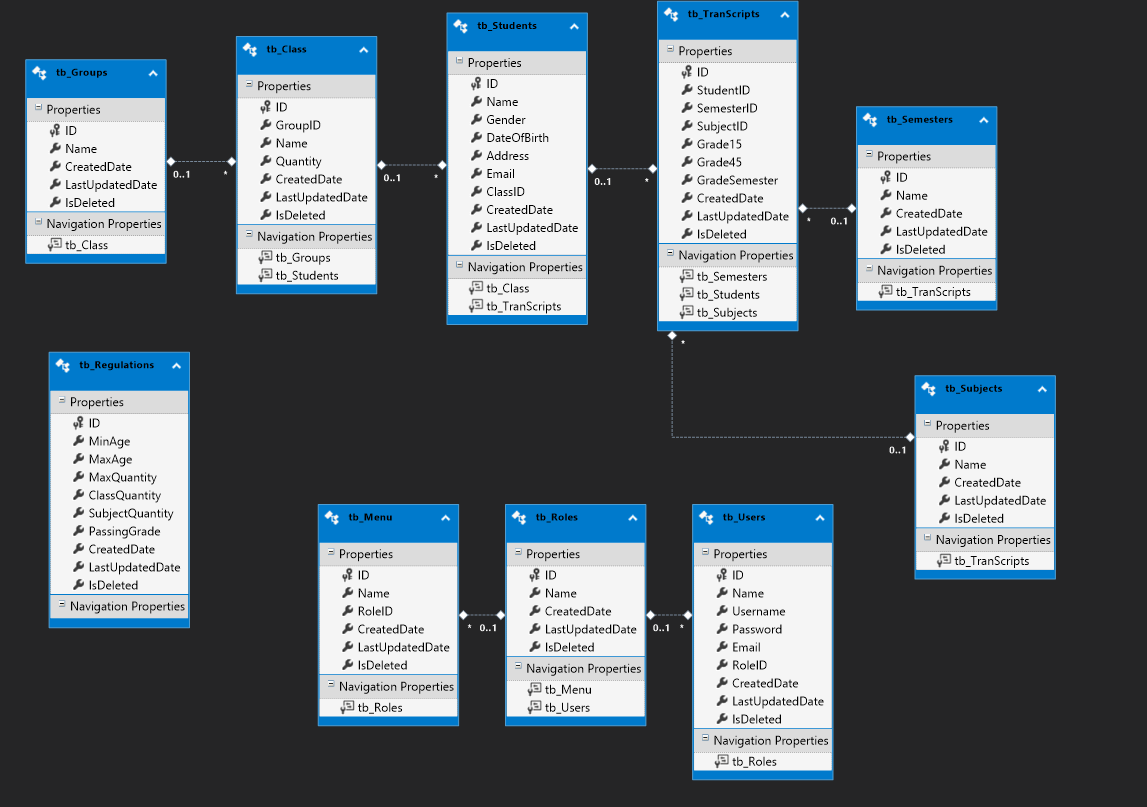 tb_Groups
Properties
ID
Name
CreatedDate
LastUpdatedDate
IsDeleted
Navigation Properties
tb_Class
0..1
*
tb_Class
Properties
ID
GroupID
Name
Quantity
CreatedDate
LastUpdatedDate
IsDeleted
Navigation Properties
tb_Groups
tb_Students
0..1
*
tb_Students
Properties
ID
Name
Gender
DateOfBirth
Address
Email
ClassID
CreatedDate
LastUpdatedDate
IsDeleted
Navigation Properties
tb_Class
tb_TranScripts
0..1
*
tb_TranScripts
Properties
ID
StudentID
SemesterID
SubjectID
Grade15
Grade45
GradeSemester
CreatedDate
LastUpdatedDate
IsDeleted
Navigation Properties
tb_Semesters
tb_Students
tb_Subjects
*
0..1
tb_Semesters
Properties
ID
Name
CreatedDate
LastUpdatedDate
IsDeleted
Navigation Properties
tb_TranScripts
*
0..1
tb_Regulations
Properties
ID
MinAge
MaxAge
MaxQuantity
ClassQuantity
SubjectQuantity
PassingGrade
CreatedDate
LastUpdatedDate
IsDeleted
Navigation Properties
tb_Menu
Properties
ID
Name
RoleID
CreatedDate
LastUpdatedDate
IsDeleted
Navigation Properties
tb_Roles
*
0..1
tb_Roles
Properties
ID
Name
CreatedDate
LastUpdatedDate
IsDeleted
Navigation Properties
tb_Menu
tb_Users
0..1
*
tb_Users
Properties
ID
Name
Username
Password
Email
RoleID
CreatedDate
LastUpdatedDate
IsDeleted
Navigation Properties
tb_Roles
tb_Subjects
Properties
ID
Name
CreatedDate
LastUpdatedDate
IsDeleted
Navigation Properties
tb_TranScripts